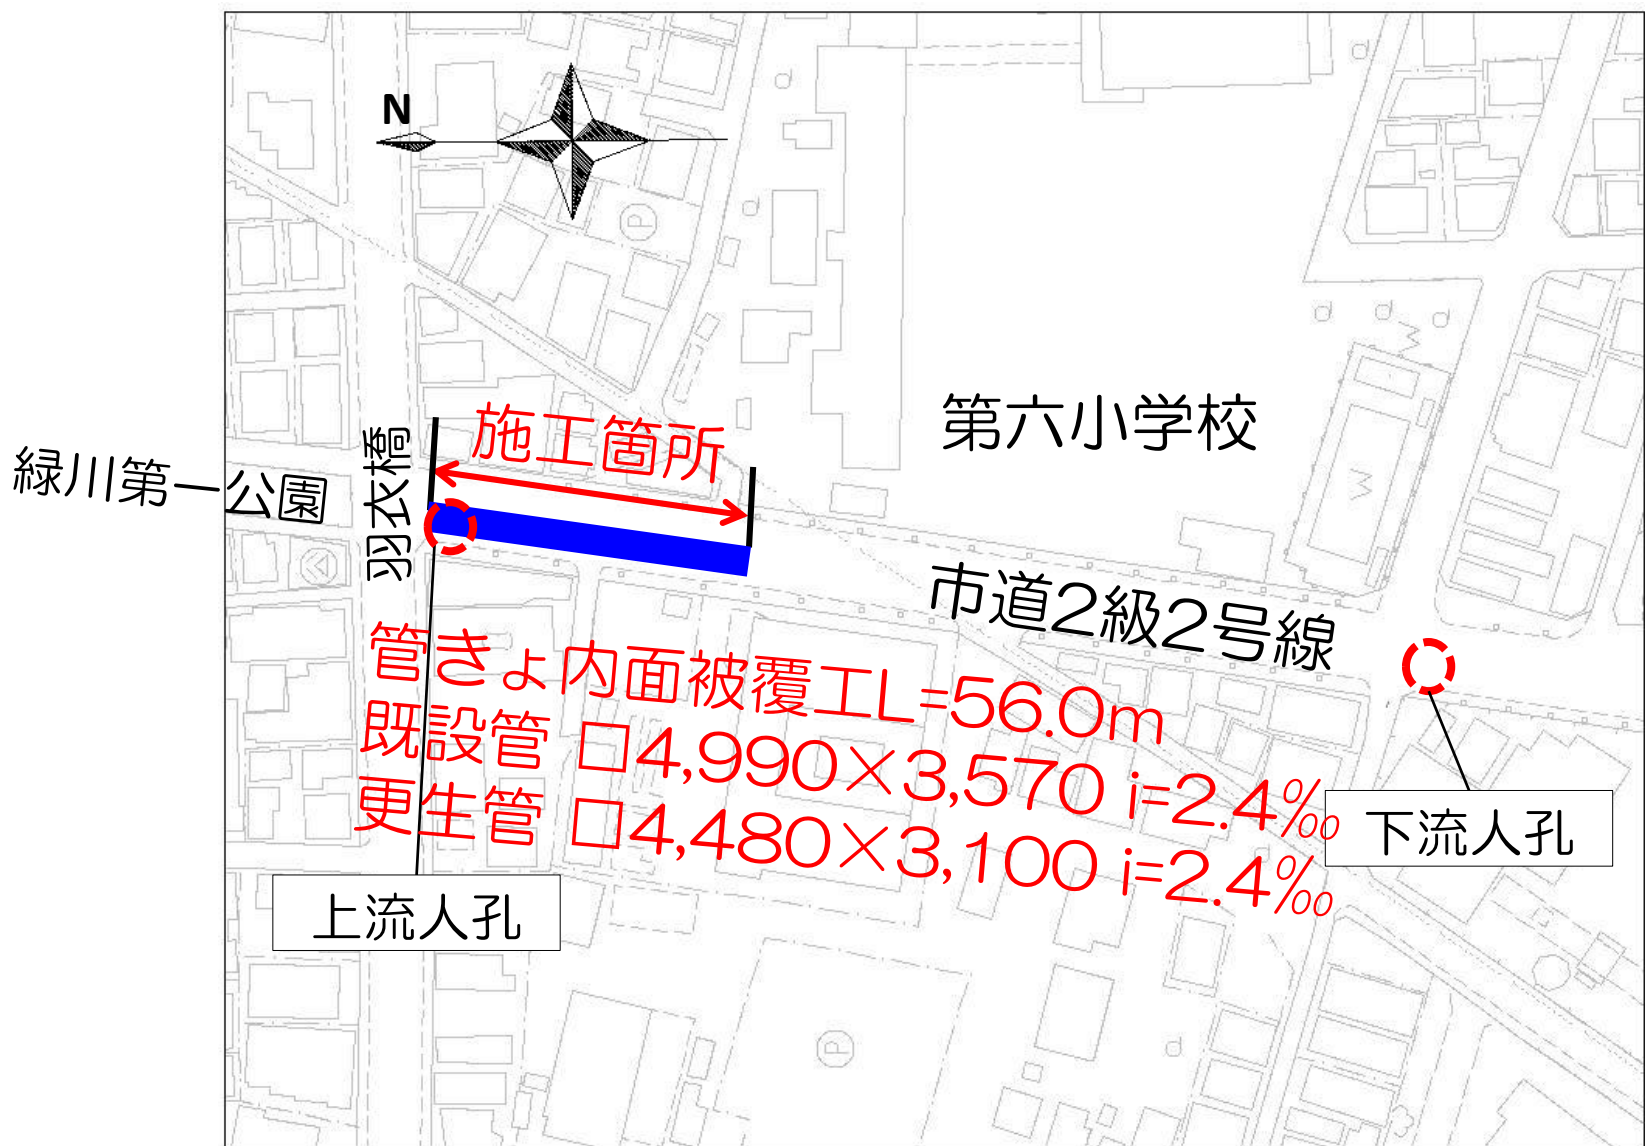 N
第六小学校
施工箇所
羽衣橋
緑川第一公園
市道2級2号線
管きょ内面被覆工L=56.0m
既設管 □4,990×3,570 i=2.4‰
更生管 □4,480×3,100 i=2.4‰
下流人孔
上流人孔
P
P